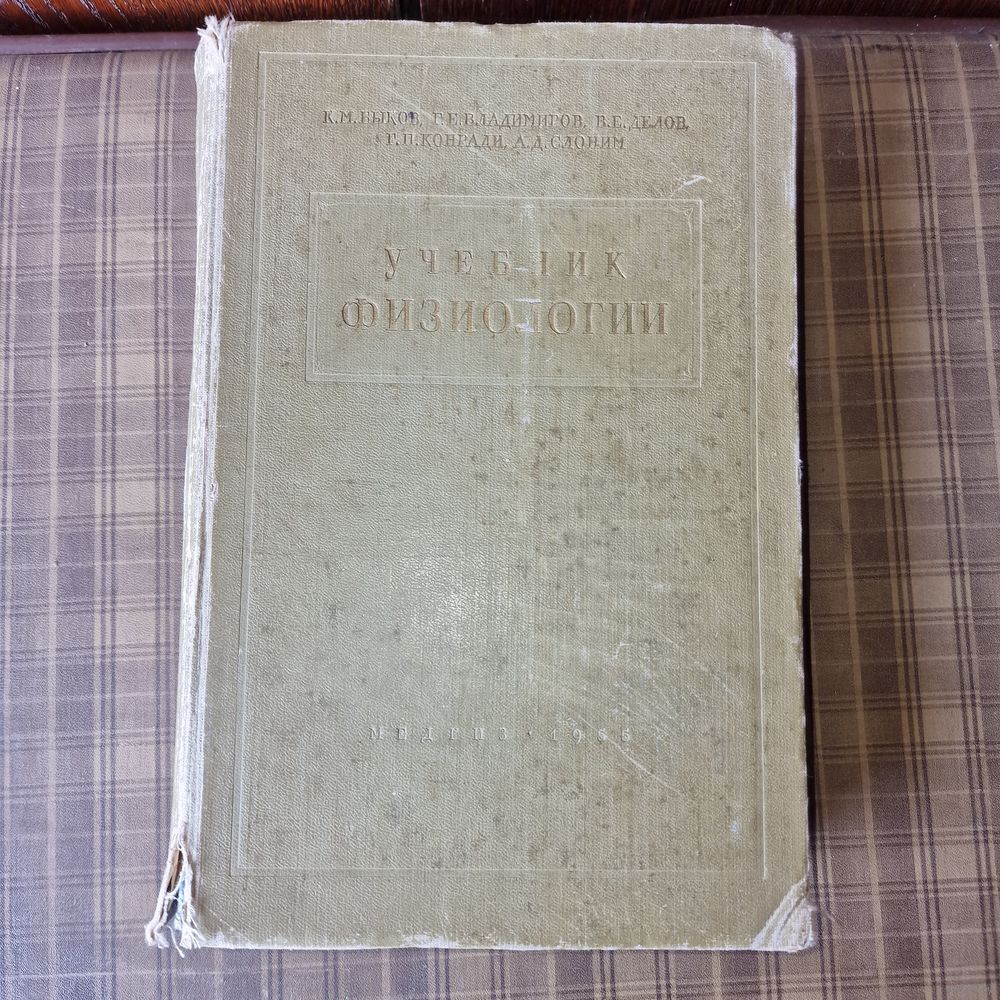 К.М.БЫКОВ, Г.Е.ВЛАДИМИРОВ, В.Е.ДЕЛОВ,
Г.П.КОНРАДИ, А.Д.СЛОНИМ
УЧЕБНИК
ФИЗИОЛОГИИ
МЕДГИЗ · 1955